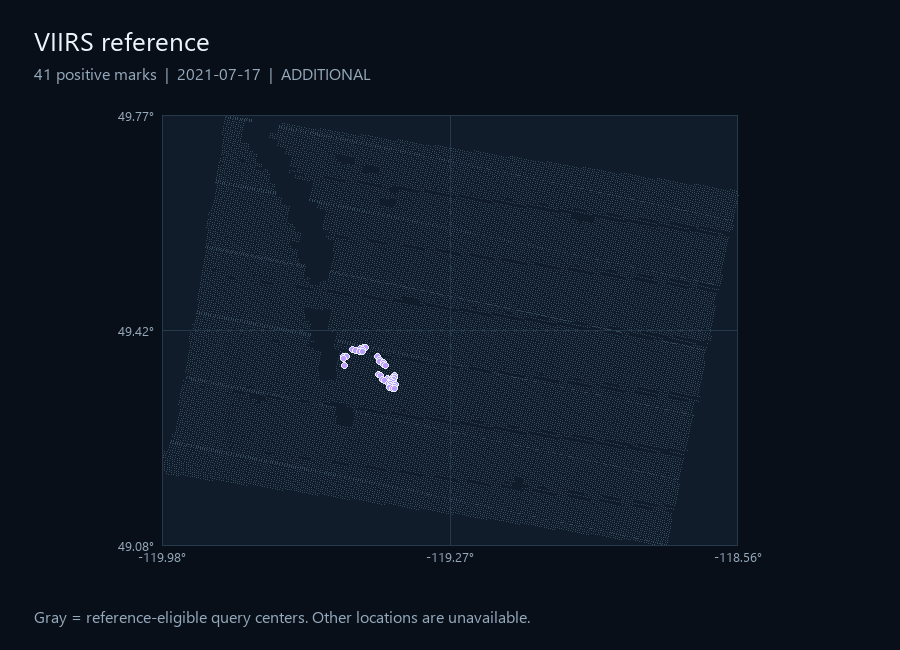 VIIRS reference
41 positive marks | 2021-07-17 | ADDITIONAL
49.77°
49.42°
49.08°
-119.98°
-119.27°
-118.56°
Gray = reference-eligible query centers. Other locations are unavailable.